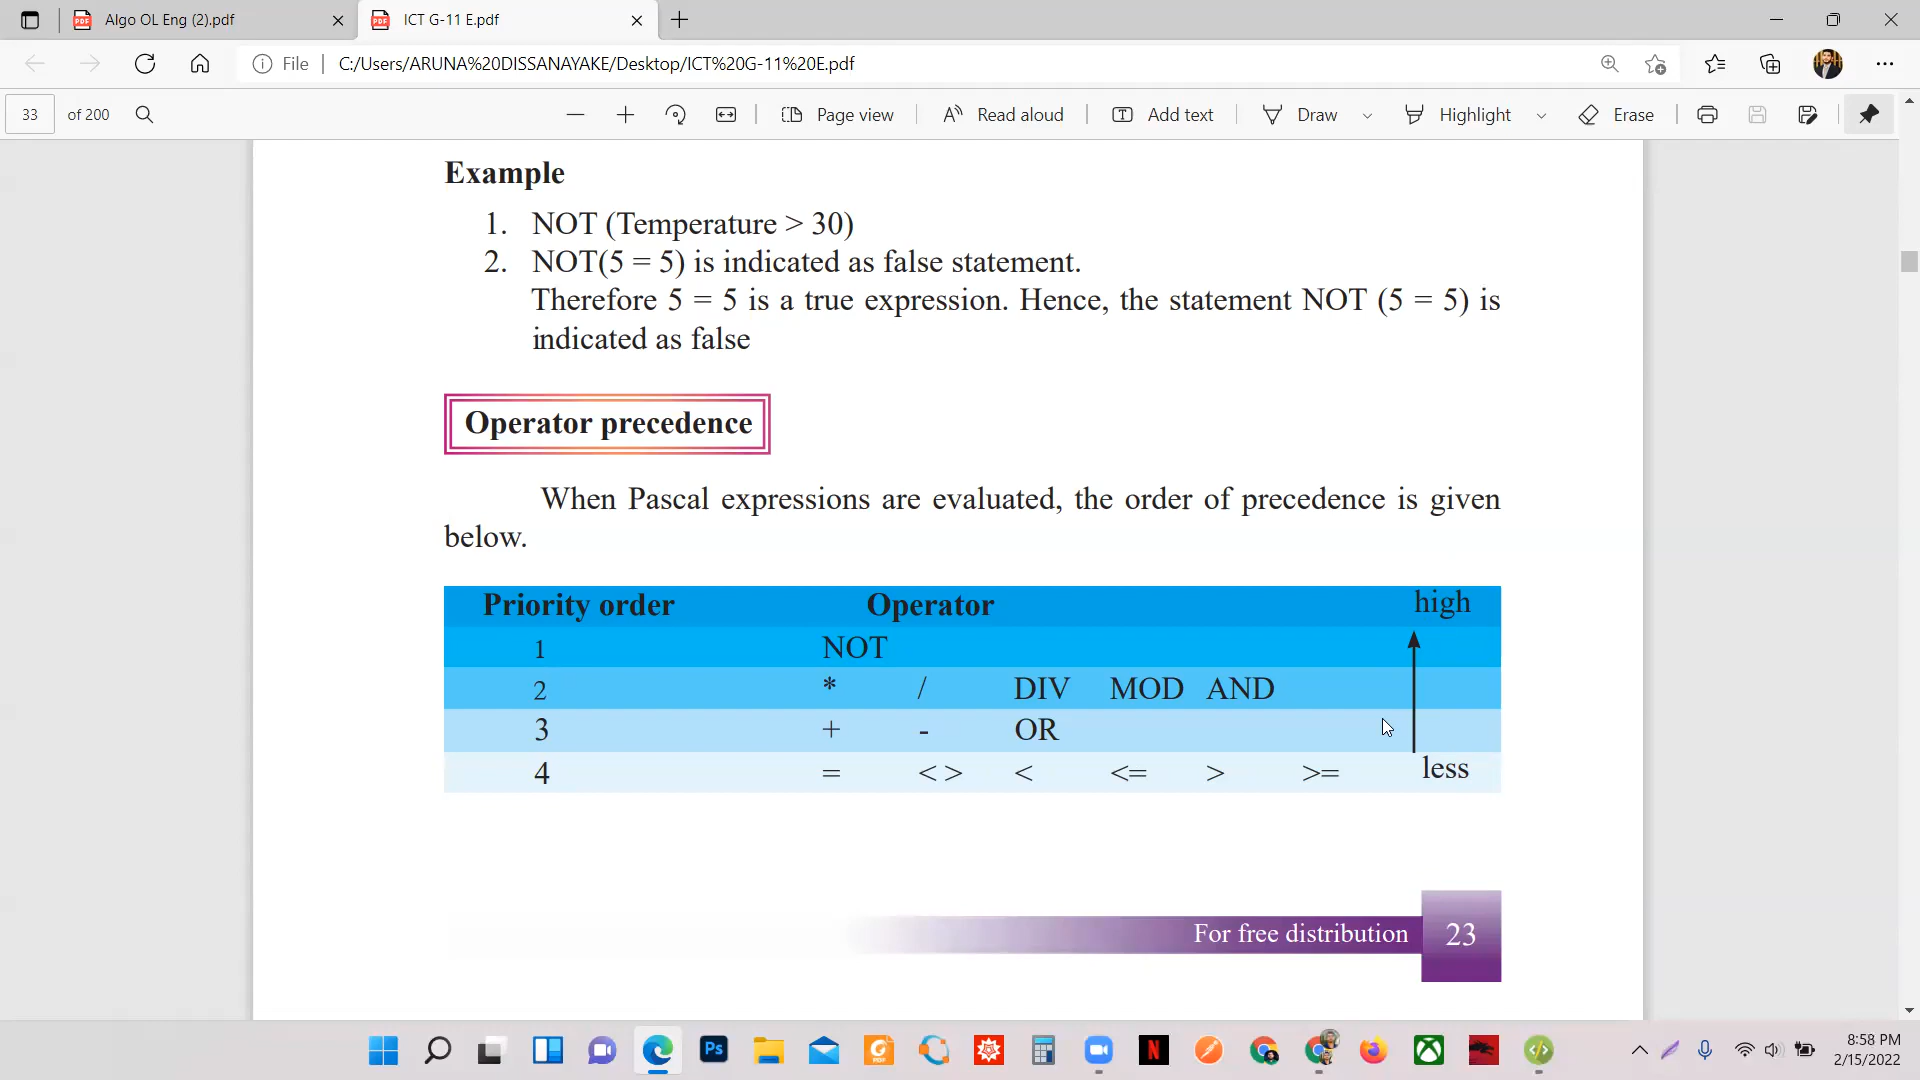 Algo OL Eng (2).pdf
ICT G-11 E.pdf
File
C:/Users/ARUNA%20DISSANAYAKE/Desktop/ICT%20G-11%20E.pdf
33 of 200
Page view
Read aloud
Add text
Draw
Highlight
Erase
Example
1. NOT (Temperature > 30)
2. NOT(5 = 5) is indicated as false statement.
Therefore 5 = 5 is a true expression. Hence, the statement NOT (5 = 5) is
indicated as false
Operator precedence
When Pascal expressions are evaluated, the order of precedence is given
below.
Priority order Operator high
1 NOT
2 * / DIV MOD AND
3 + - OR
4 = < > < <= > >= less
For free distribution 23
Ps
N
8:58 PM
2/15/2022